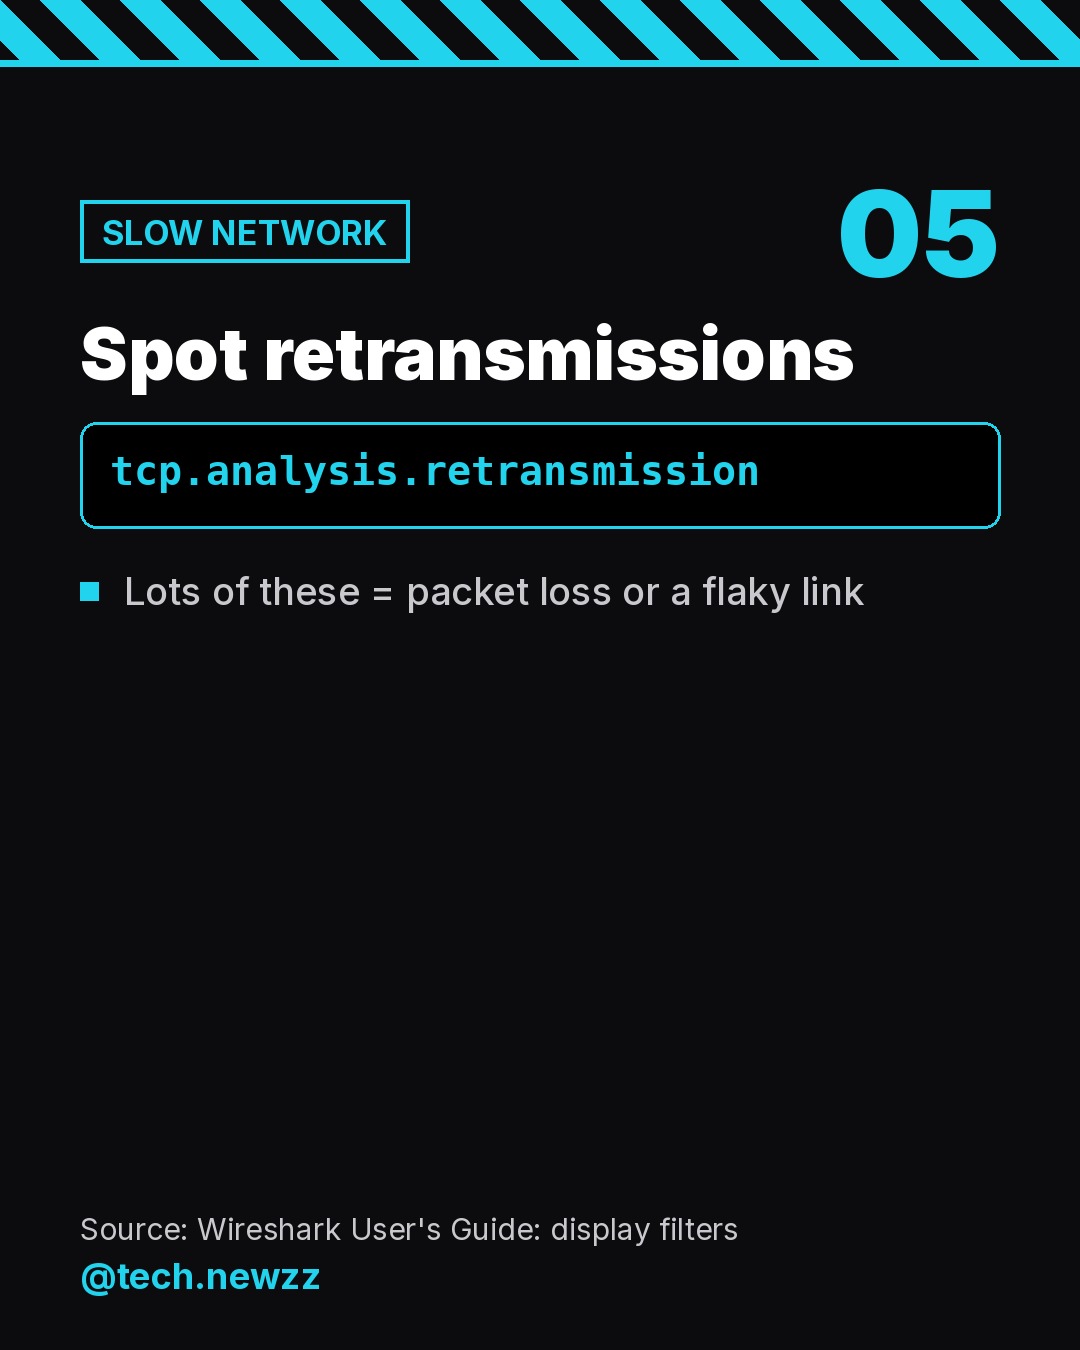 SLOW NETWORK
05
Spot retransmissions
tcp.analysis.retransmission
Lots of these = packet loss or a flaky link
Source: Wireshark User's Guide: display filters
@tech.newzz